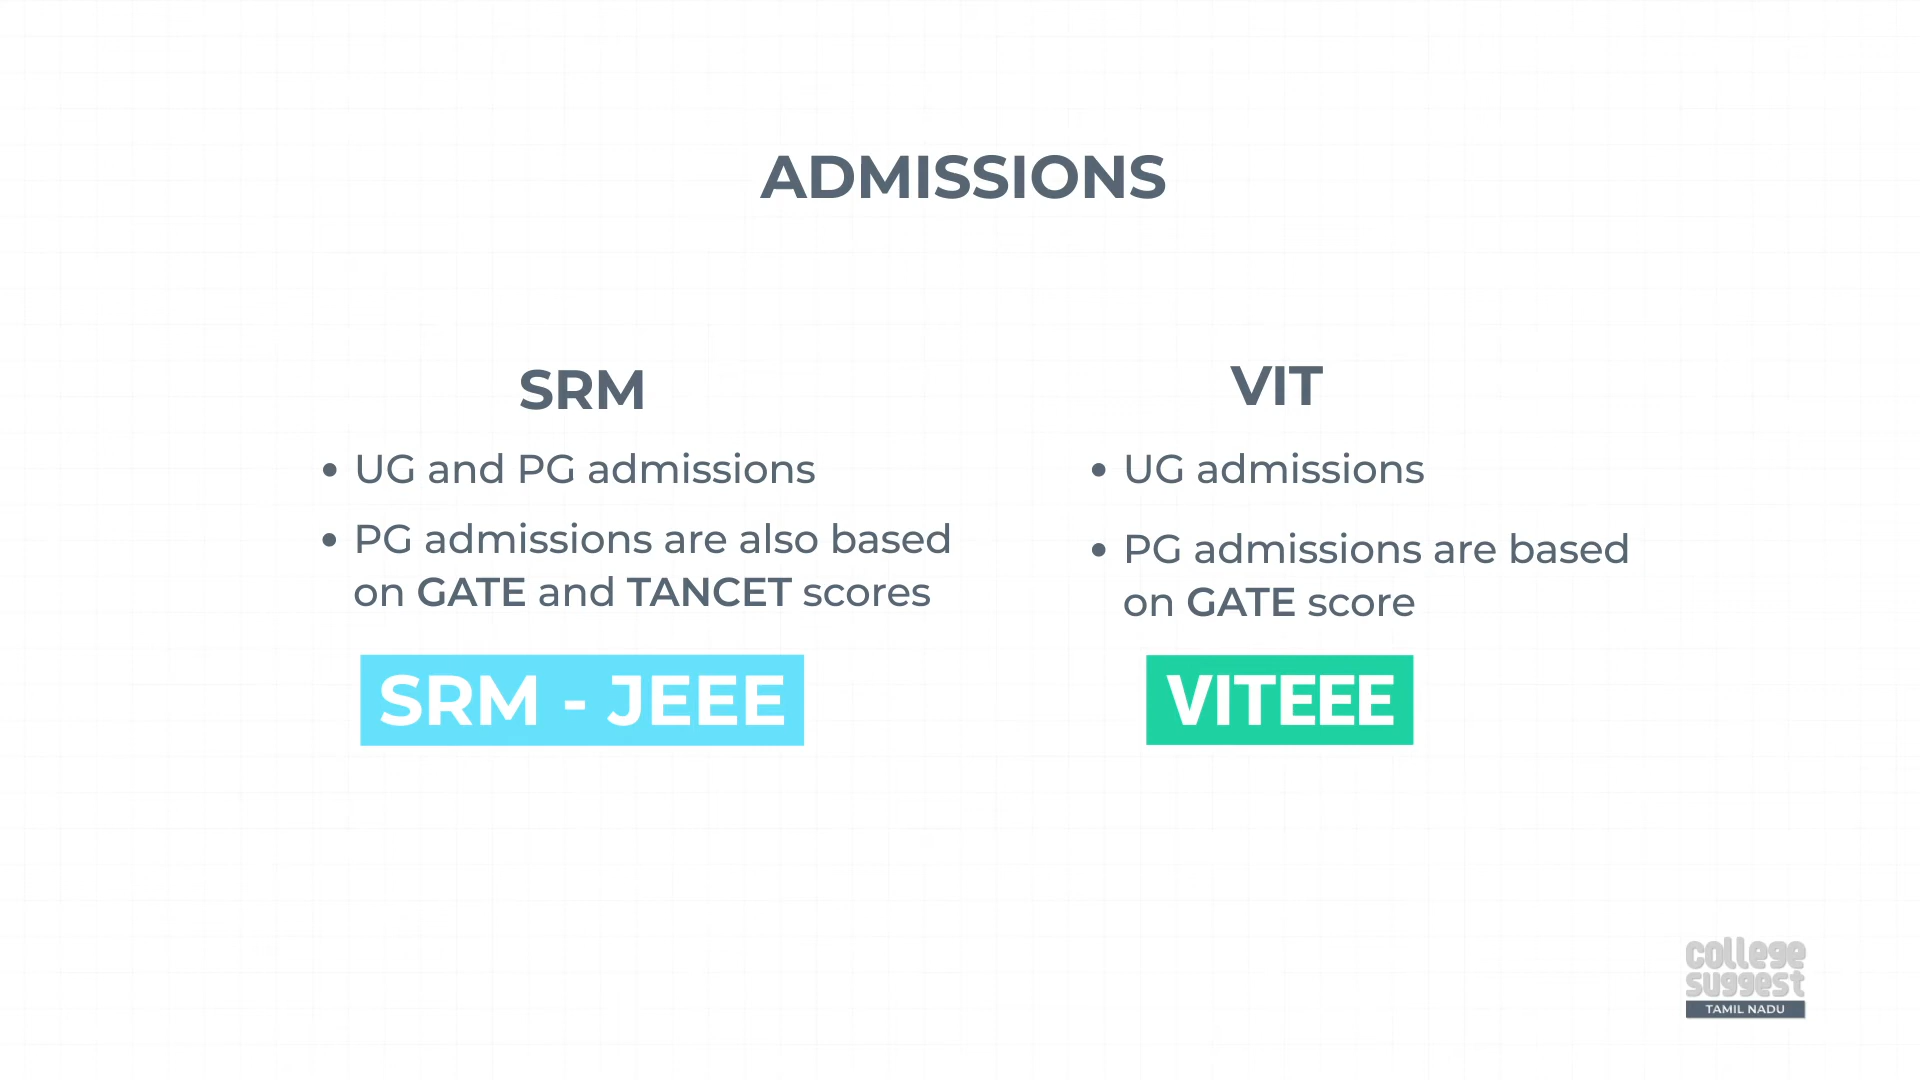 ADMISSIONS
SRM
• UG and PG admissions
• PG admissions are also based
on GATE and TANCET scores
SRM - JEEE
VIT
• UG admissions
• PG admissions are based
on GATE score
VITEEE
college
suggest
TAMIL NADU